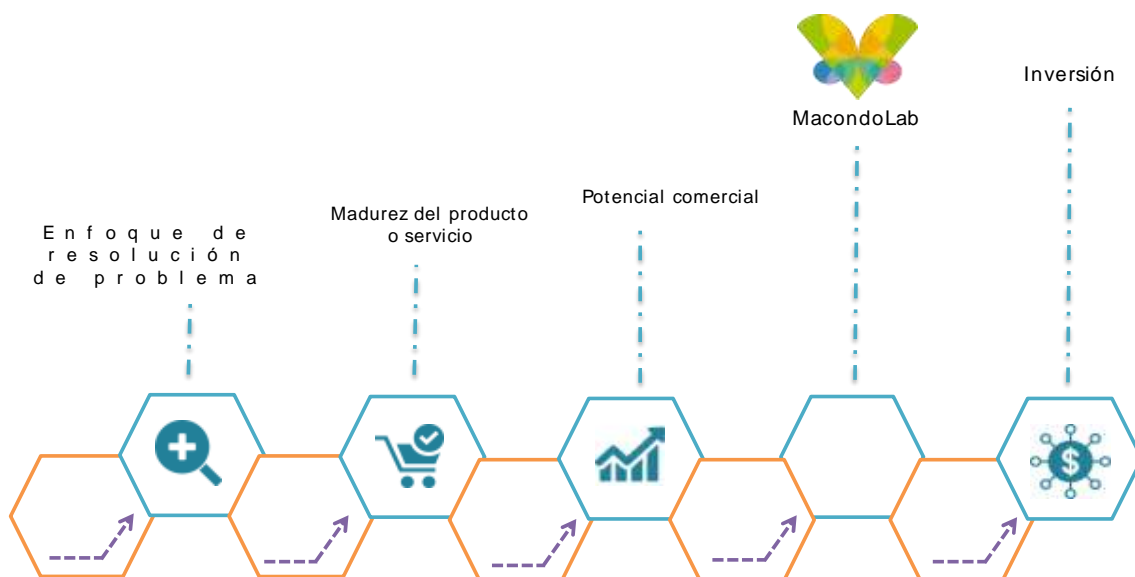 Enfoque de
resolución
de problema
Madurez del producto
o servicio
Potencial comercial
MacondoLab
Inversión
$